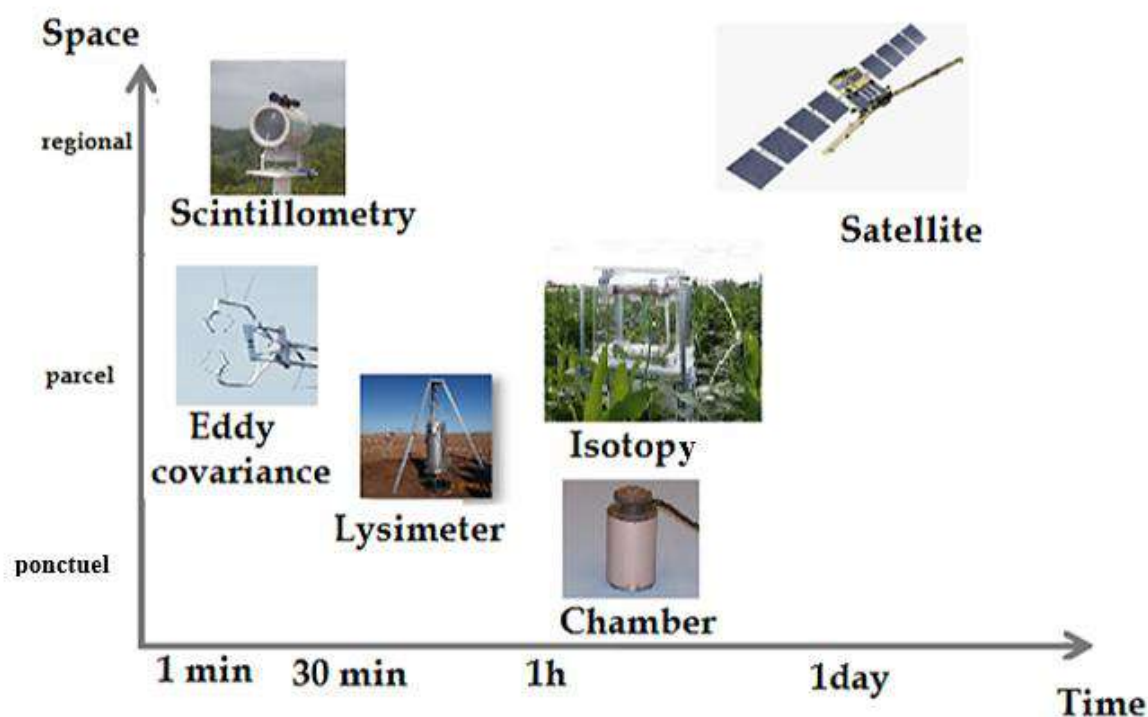 Space
regional
Scintillometry
Satellite
parcel
Eddy
covariance
Isotopy
Lysimeter
ponctuel
Chamber
1 min
30 min
1h
1day
Time